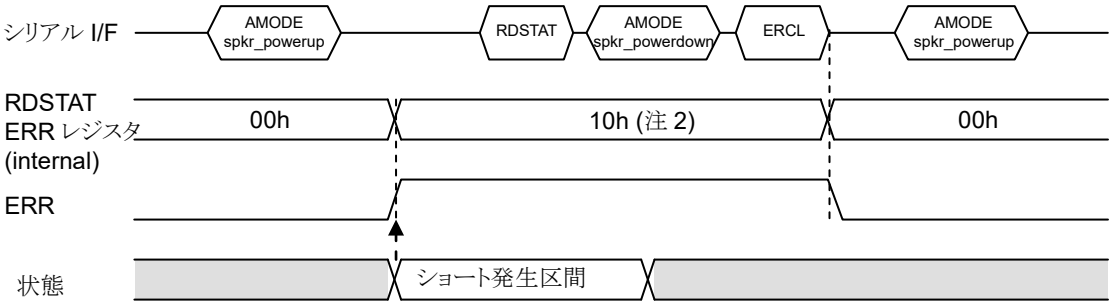 シリアル I/F
AMODE
spkr_powerup
RDSTAT
AMODE
spkr_powerdown
ERCL
AMODE
spkr_powerup
RDSTAT
ERR レジスタ
(internal)
00h
10h (注 2)
00h
ERR
状態
ショート発生区間